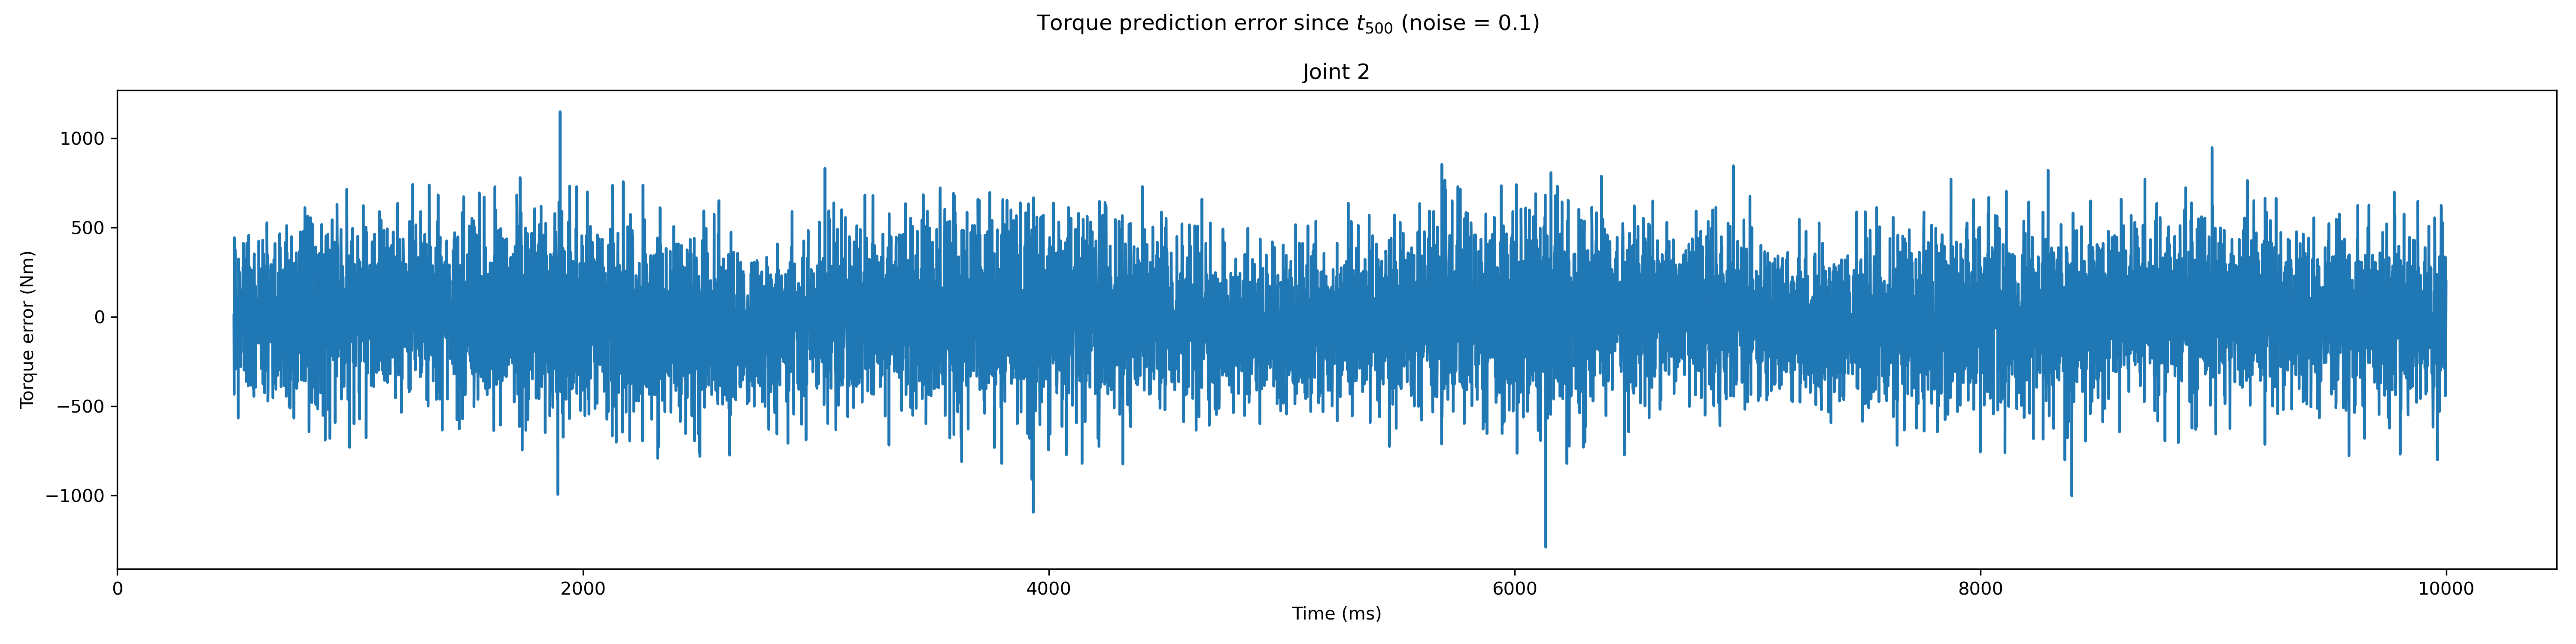 Torque prediction error since t500 (noise = 0.1)
Joint 2
Torque error (Nm)
1000
500
0
−500
−1000
0 2000 4000 6000 8000 10000
Time (ms)